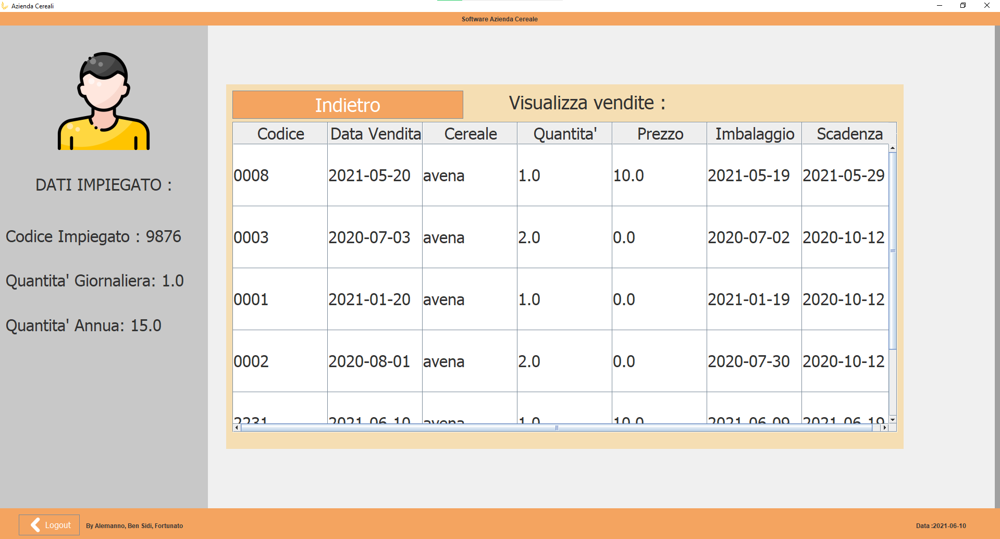 Azienda Cereali
Software Azienda Cereale
DATI IMPIEGATO :
Codice Impiegato : 9876
Quantita' Giornaliera: 1.0
Quantita' Annua: 15.0
Indietro
Visualizza vendite :
Codice Data Vendita Cereale Quantita' Prezzo Imbalaggio Scadenza
0008 2021-05-20 avena 1.0 10.0 2021-05-19 2021-05-29
0003 2020-07-03 avena 2.0 0.0 2020-07-02 2020-10-12
0001 2021-01-20 avena 1.0 0.0 2021-01-19 2020-10-12
0002 2020-08-01 avena 2.0 0.0 2020-07-30 2020-10-12
2231 2021-06-10 avena 1.0 10.0 2021-06-09 2021-06-19
Logout
By Alemanno, Ben Sidi, Fortunato
Data :2021-06-10